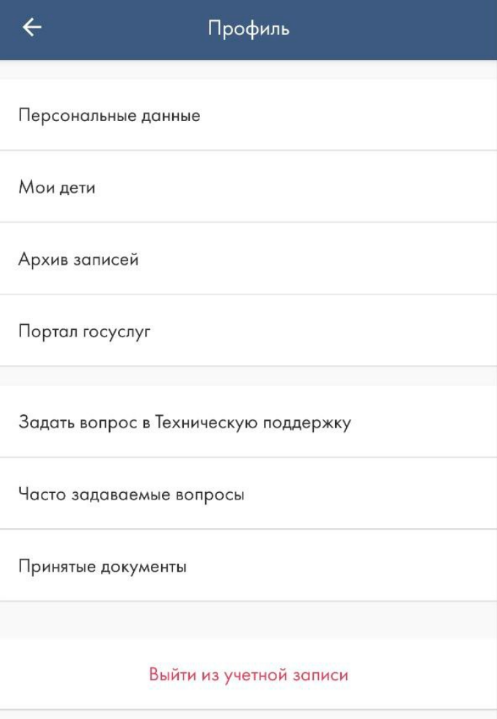 Профиль
Персональные данные
Мои дети
Архив записей
Портал госуслуг
Задать вопрос в Техническую поддержку
Часто задаваемые вопросы
Принятые документы
Выйти из учетной записи